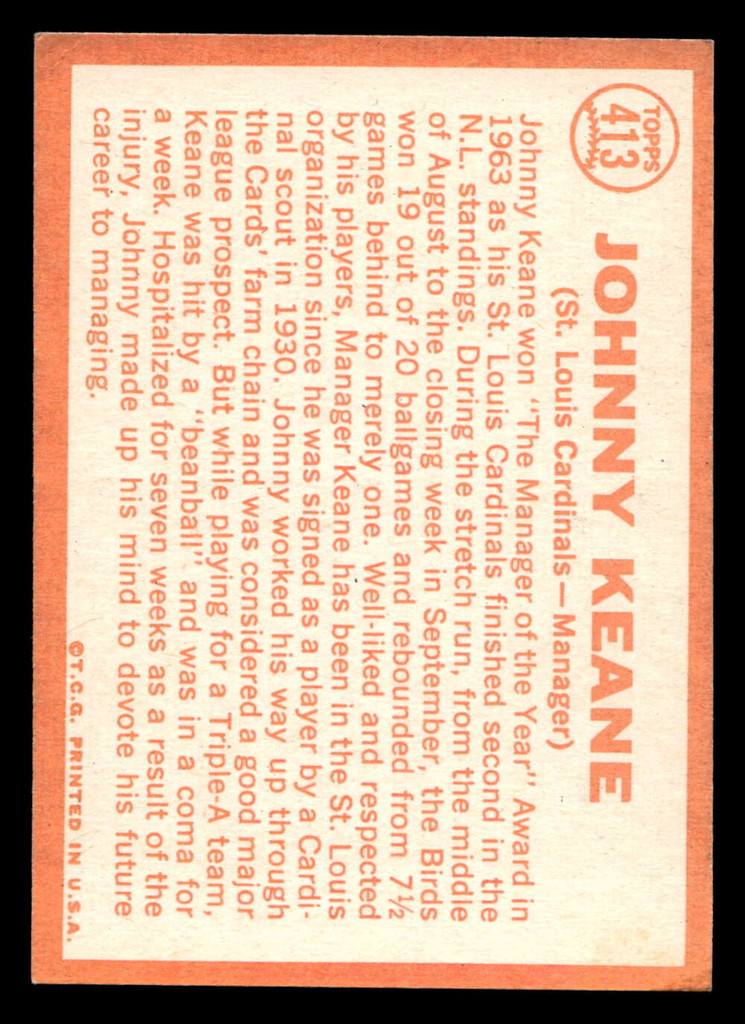 TOPPS
413
JOHNNY KEANE
(St. Louis Cardinals—Manager)
Johnny Keane won "The Manager of the Year" Award in
1963 as his St. Louis Cardinals finished second in the
N.L. standings. During the stretch run, from the middle
of August to the closing week in September, the Birds
won 19 out of 20 ballgames and rebounded from 7½
games behind to merely one. Well-liked and respected
by his players, Manager Keane has been in the St. Louis
organization since he was signed as a player by a Cardi-
nal scout in 1930. Johnny worked his way up through
the Cards' farm chain and was considered a good major
league prospect. But while playing for a Triple-A team,
Keane was hit by a "beanball" and was in a coma for
a week. Hospitalized for seven weeks as a result of the
injury, Johnny made up his mind to devote his future
career to managing.
©T.C.G. PRINTED IN U.S.A.